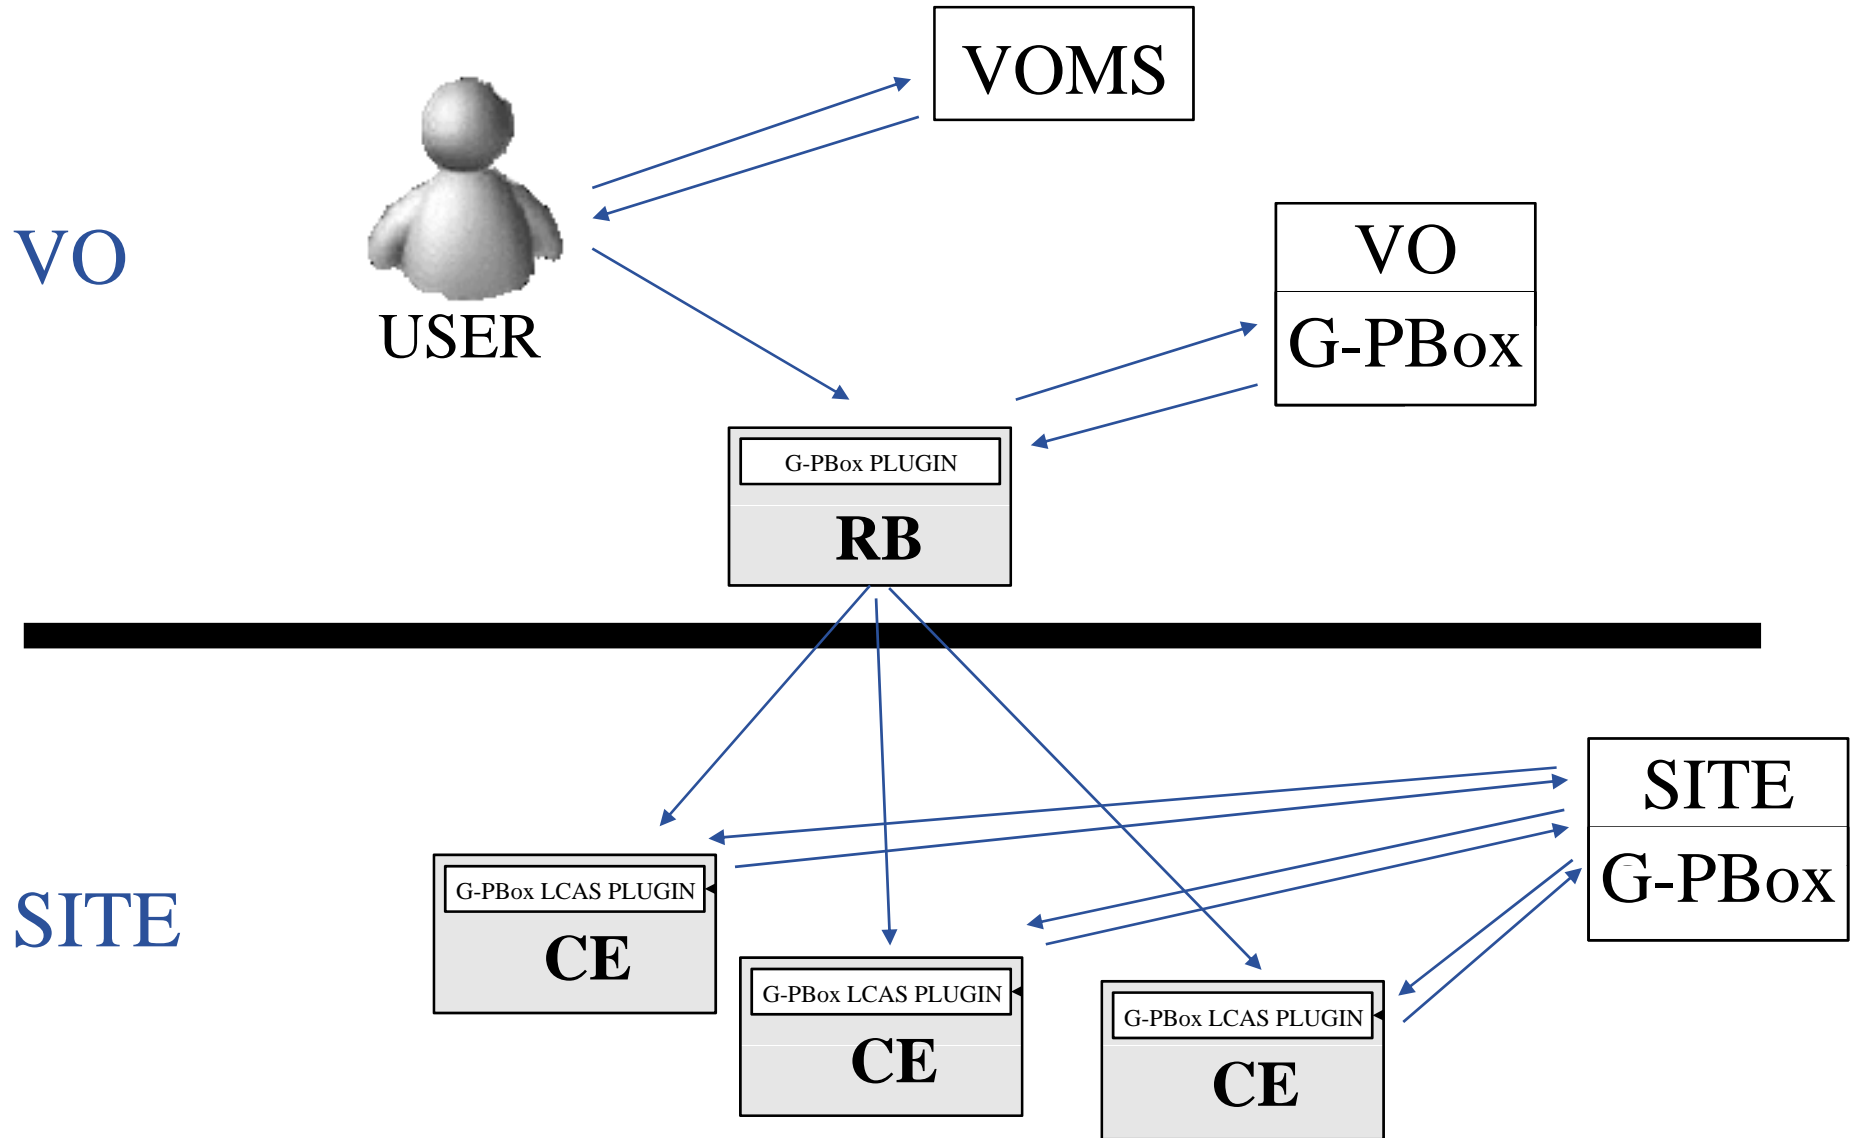 VOMS
VO
USER
VO
G-PBox
G-PBox PLUGIN
RB
SITE
G-PBox
SITE
G-PBox LCAS PLUGIN
CE
G-PBox LCAS PLUGIN
CE
G-PBox LCAS PLUGIN
CE